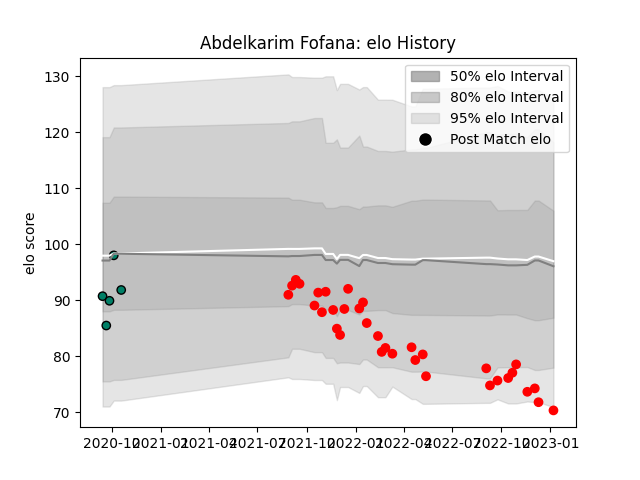 Abdelkarim Fofana: elo History
130
120
110
100
90
80
70
elo score
50% elo Interval
80% elo Interval
95% elo Interval
Post Match elo
2020-10
2021-01
2021-04
2021-07
2021-10
2022-01
2022-04
2022-07
2022-10
2023-01